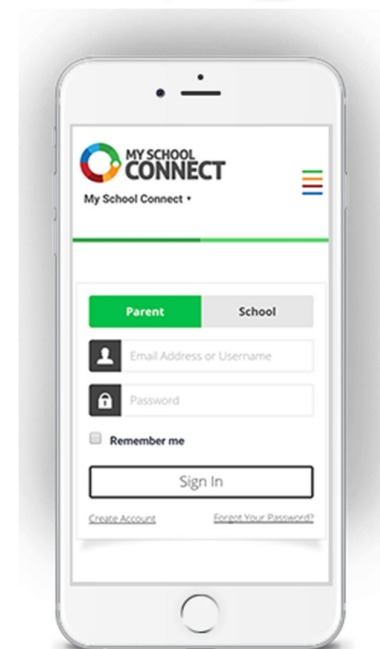 MY SCHOOL
CONNECT
My School Connect
Parent School
Email Address or Username
Password
Remember me
Sign In
Create Account Forgot Your Password?